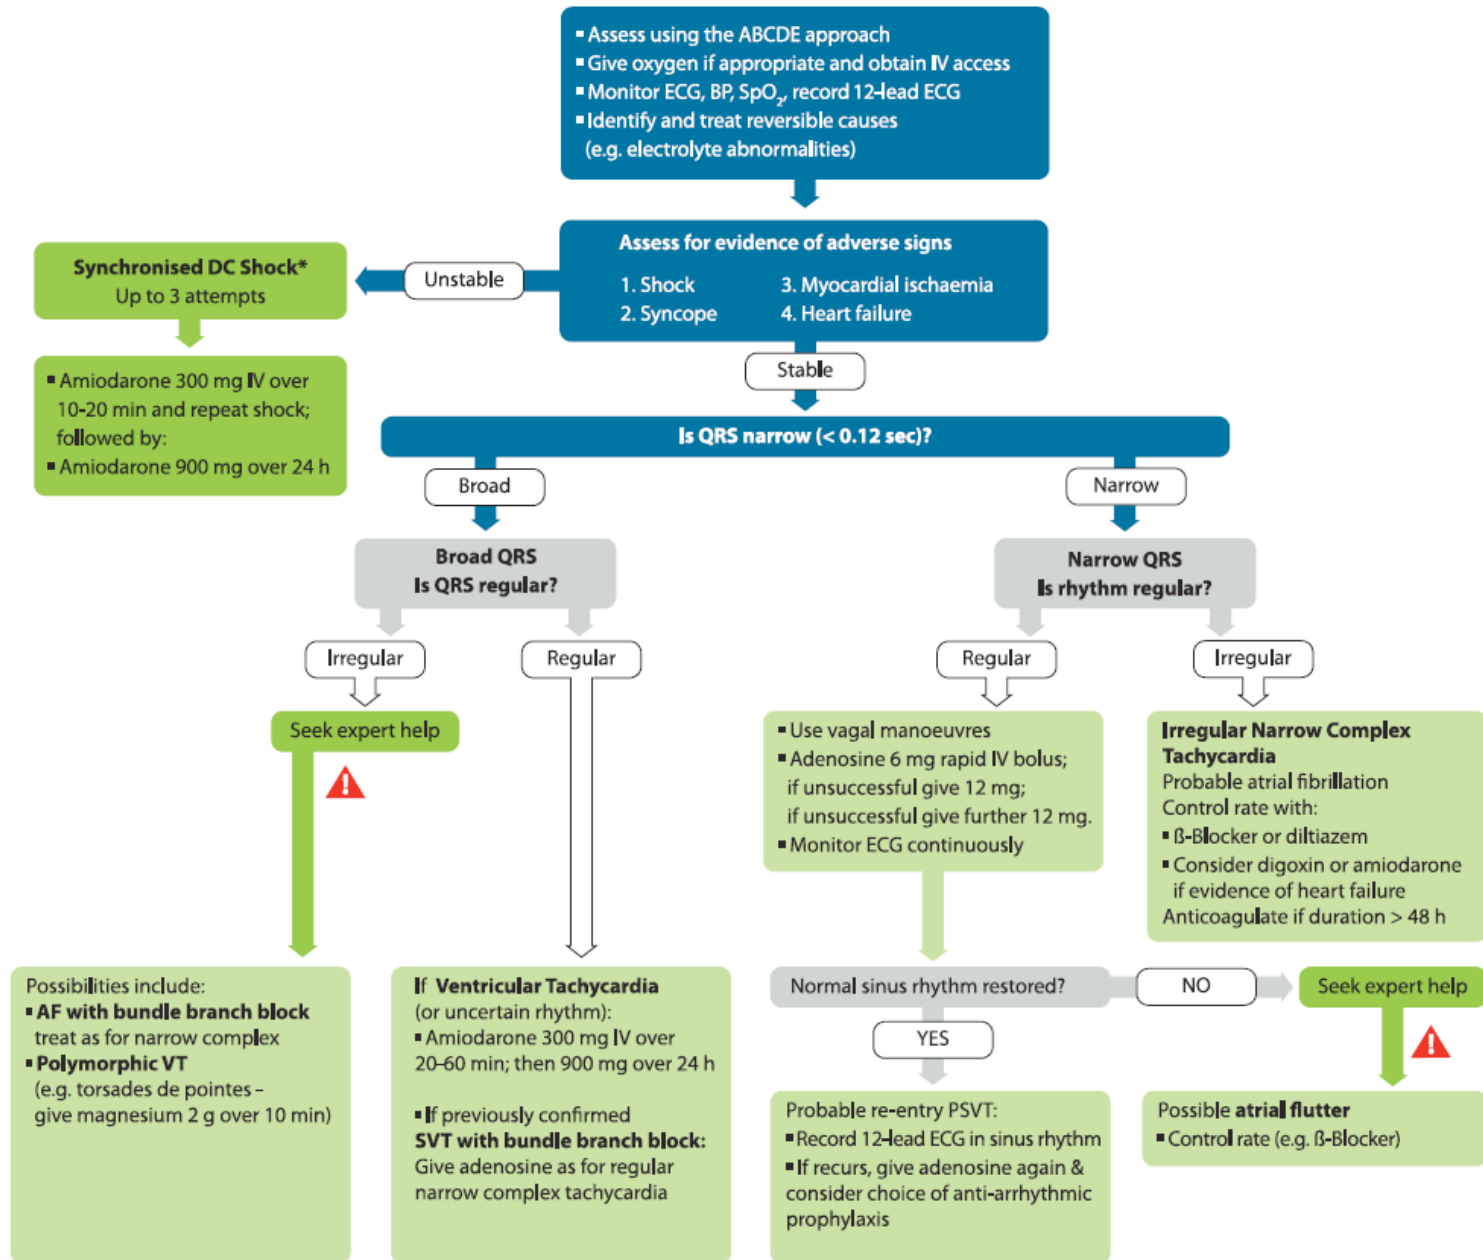 ▪ Assess using the ABCDE approach
▪ Give oxygen if appropriate and obtain IV access
▪ Monitor ECG, BP, SpO₂, record 12-lead ECG
▪ Identify and treat reversible causes
(e.g. electrolyte abnormalities)
Assess for evidence of adverse signs
1. Shock
2. Syncope
3. Myocardial ischaemia
4. Heart failure
Unstable
Synchronised DC Shock*
Up to 3 attempts
▪ Amiodarone 300 mg IV over
10-20 min and repeat shock;
followed by:
▪ Amiodarone 900 mg over 24 h
Stable
Is QRS narrow (< 0.12 sec)?
Broad
Narrow
Broad QRS
Is QRS regular?
Narrow QRS
Is rhythm regular?
Irregular
Regular
Regular
Irregular
Seek expert help
!
▪ Use vagal manoeuvres
▪ Adenosine 6 mg rapid IV bolus;
if unsuccessful give 12 mg;
if unsuccessful give further 12 mg.
▪ Monitor ECG continuously
Irregular Narrow Complex
Tachycardia
Probable atrial fibrillation
Control rate with:
▪ ß-Blocker or diltiazem
▪ Consider digoxin or amiodarone
if evidence of heart failure
Anticoagulate if duration > 48 h
Possibilities include:
▪ AF with bundle branch block
treat as for narrow complex
▪ Polymorphic VT
(e.g. torsades de pointes –
give magnesium 2 g over 10 min)
If Ventricular Tachycardia
(or uncertain rhythm):
▪ Amiodarone 300 mg IV over
20–60 min; then 900 mg over 24 h
▪ If previously confirmed
SVT with bundle branch block:
Give adenosine as for regular
narrow complex tachycardia
Normal sinus rhythm restored?
NO
Seek expert help
!
YES
Probable re-entry PSVT:
▪ Record 12-lead ECG in sinus rhythm
▪ If recurs, give adenosine again &
consider choice of anti-arrhythmic
prophylaxis
Possible atrial flutter
▪ Control rate (e.g. ß-Blocker)